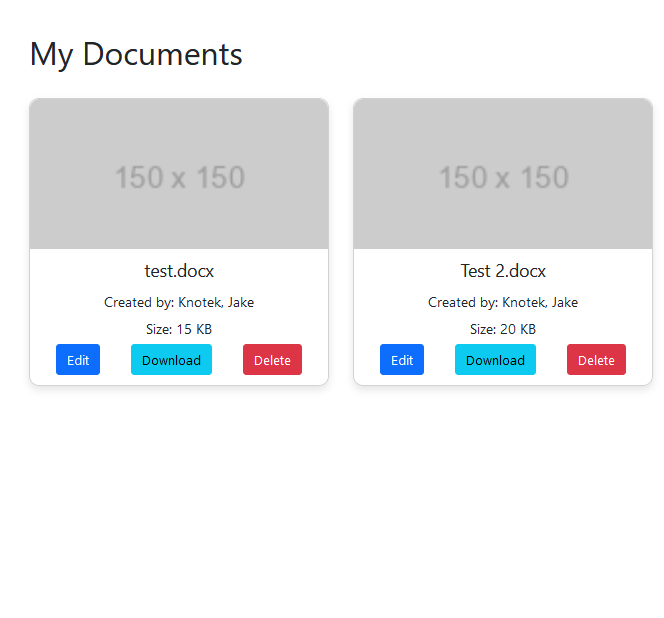 My Documents
150 x 150
150 x 150
test.docx
Test 2.docx
Created by: Knotek, Jake
Created by: Knotek, Jake
Size: 15 KB
Size: 20 KB
Edit Download Delete
Edit Download Delete